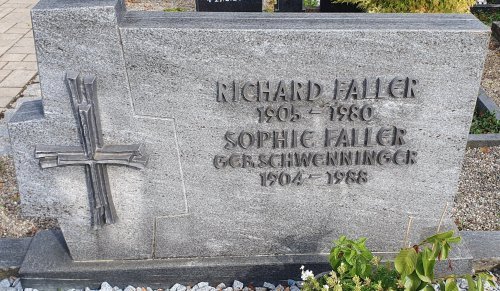 RICHARD FALLER
1905 – 1980
SOPHIE FALLER
GEB. SCHWENNINGER
1904 – 1988